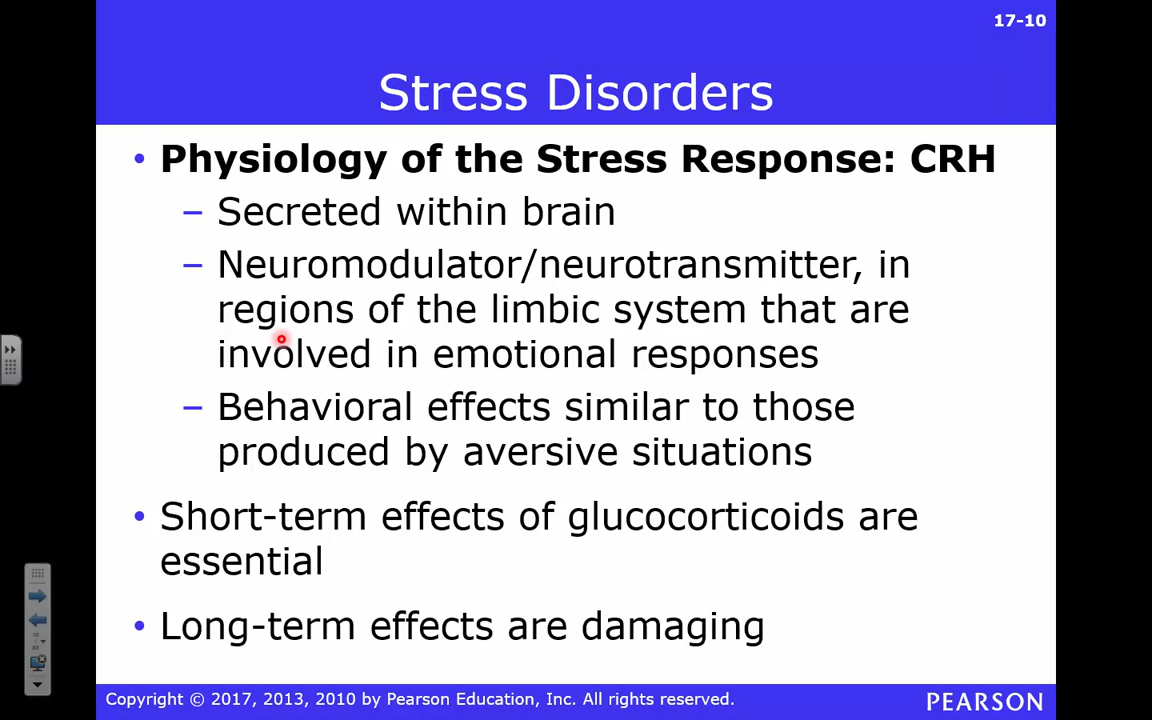 17-10
Stress Disorders
• Physiology of the Stress Response: CRH
– Secreted within brain
– Neuromodulator/neurotransmitter, in
regions of the limbic system that are
involved in emotional responses
– Behavioral effects similar to those
produced by aversive situations
• Short-term effects of glucocorticoids are
essential
• Long-term effects are damaging
Copyright © 2017, 2013, 2010 by Pearson Education, Inc. All rights reserved.
PEARSON